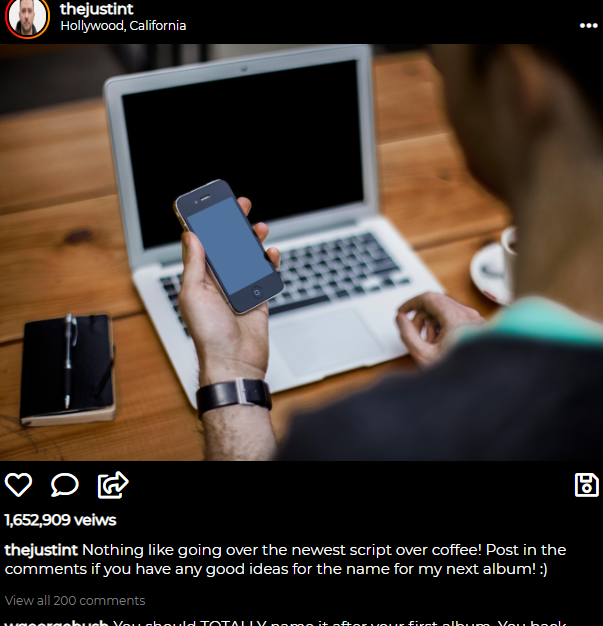 thejustint
Hollywood, California
1,652,909 veiws
thejustint Nothing like going over the newest script over coffee! Post in the
comments if you have any good ideas for the name for my next album! :)
View all 200 comments
wgeorgebush You should TOTALLY name it after your first album. You back